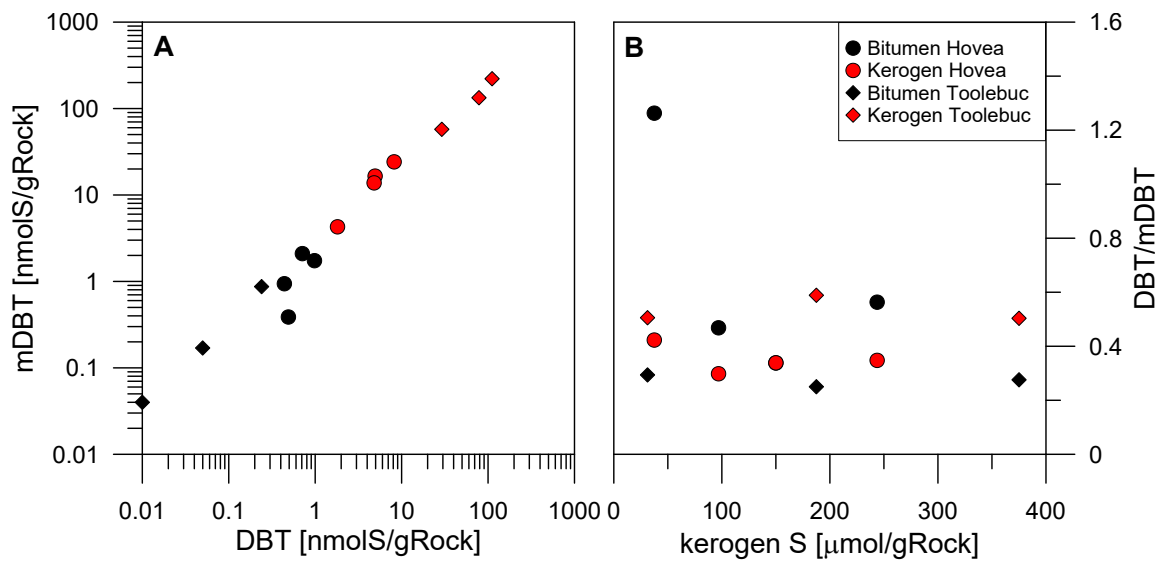 A
1000
100
10
1
0.1
0.01
mDBT [nmolS/gRock]
0.01 0.1 1 10 100 1000
DBT [nmolS/gRock]
B
Bitumen Hovea
Kerogen Hovea
Bitumen Toolebuc
Kerogen Toolebuc
1.6
1.2
0.8
0.4
0
DBT/mDBT
0 100 200 300 400
kerogen S [μmol/gRock]